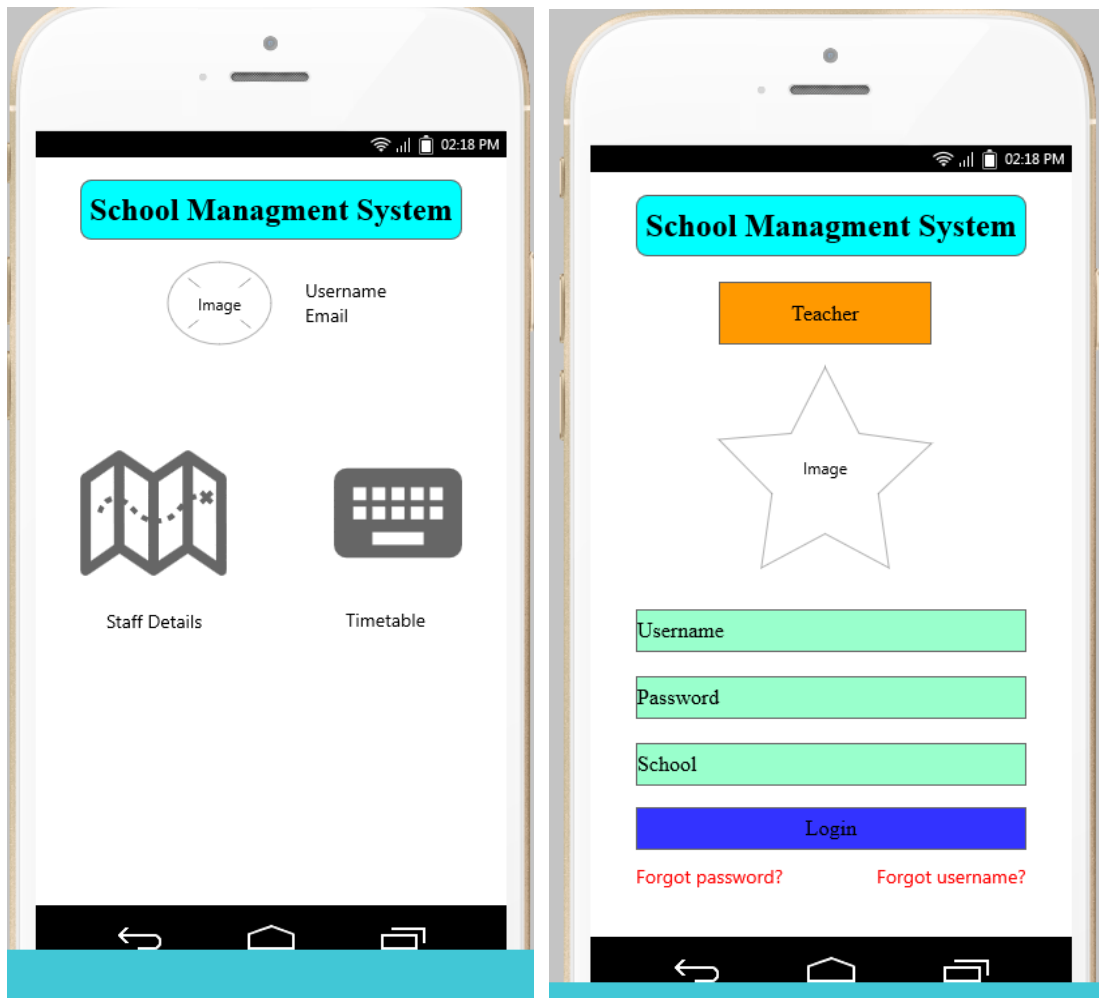 02:18 PM
School Managment System
Image
Username
Email
Staff Details
Timetable
02:18 PM
School Managment System
Teacher
Image
Username
Password
School
Login
Forgot password?
Forgot username?